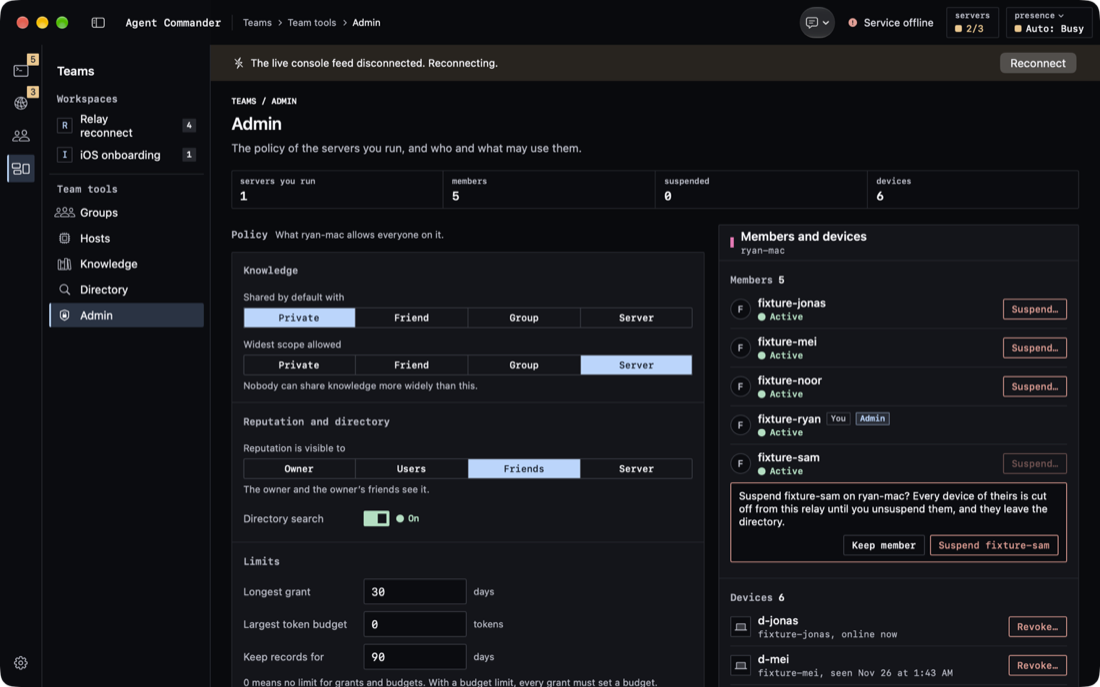 Agent Commander
Teams > Team tools > Admin
Service offline
servers
2/3
presence
Auto: Busy
5
3
Teams
Workspaces
R
Relay reconnect
4
I
iOS onboarding
1
Team tools
Groups
Hosts
Knowledge
Directory
Admin
The live console feed disconnected. Reconnecting.
Reconnect
TEAMS / ADMIN
Admin
The policy of the servers you run, and who and what may use them.
servers you run
1
members
5
suspended
0
devices
6
Policy What ryan-mac allows everyone on it.
Knowledge
Shared by default with
Private Friend Group Server
Widest scope allowed
Private Friend Group Server
Nobody can share knowledge more widely than this.
Reputation and directory
Reputation is visible to
Owner Users Friends Server
The owner and the owner's friends see it.
Directory search On
Limits
Longest grant 30 days
Largest token budget 0 tokens
Keep records for 90 days
0 means no limit for grants and budgets. With a budget limit, every grant must set a budget.
Members and devices
ryan-mac
Members 5
F
fixture-jonas
Active
Suspend…
F
fixture-mei
Active
Suspend…
F
fixture-noor
Active
Suspend…
F
fixture-ryan You Admin
Active
F
fixture-sam
Active
Suspend…
Suspend fixture-sam on ryan-mac? Every device of theirs is cut
off from this relay until you unsuspend them, and they leave the
directory.
Keep member Suspend fixture-sam
Devices 6
d-jonas
fixture-jonas, online now
Revoke…
d-mei
fixture-mei, seen Nov 26 at 1:43 AM
Revoke…